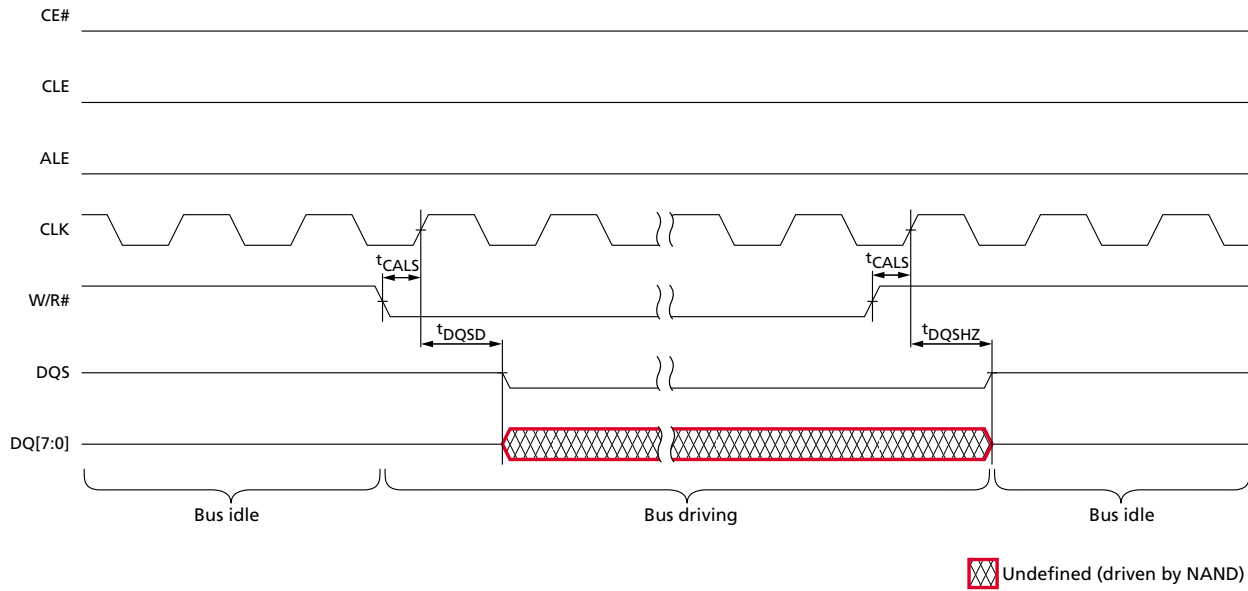 CE#
CLE
ALE
CLK
tCALS tCALS
W/R#
tDQSD tDQSHZ
DQS
DQ[7:0]
Bus idle Bus driving Bus idle
Undefined (driven by NAND)